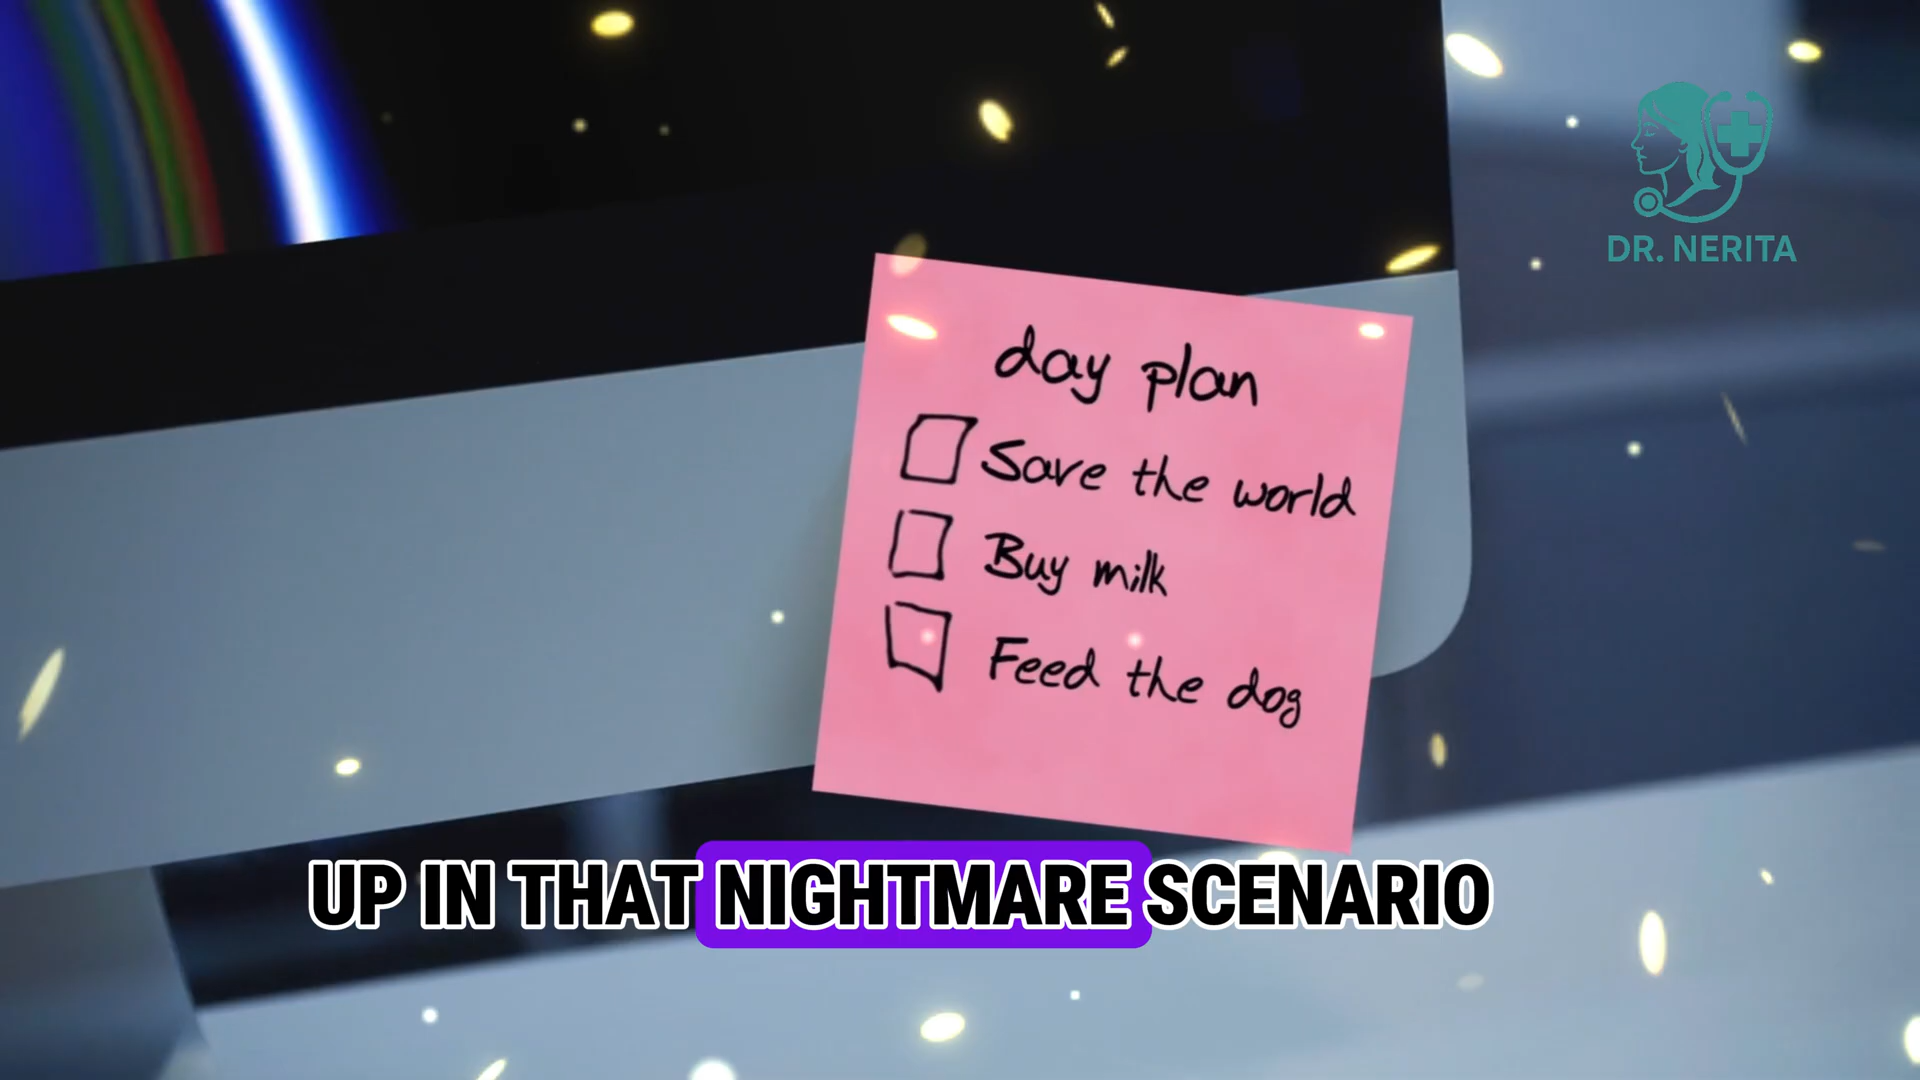 DR. NERITA
day plan
Save the world
Buy milk
Feed the dog
UP IN THAT NIGHTMARE SCENARIO